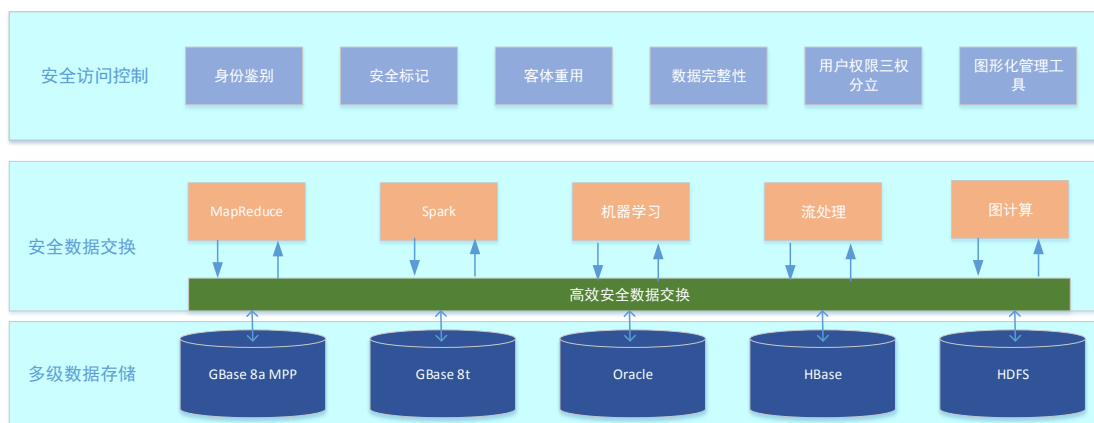 安全访问控制
身份鉴别
安全标记
客体重用
数据完整性
用户权限三权
分立
图形化管理工
具
安全数据交换
MapReduce
Spark
机器学习
流处理
图计算
高效安全数据交换
多级数据存储
GBase 8a MPP
GBase 8t
Oracle
HBase
HDFS